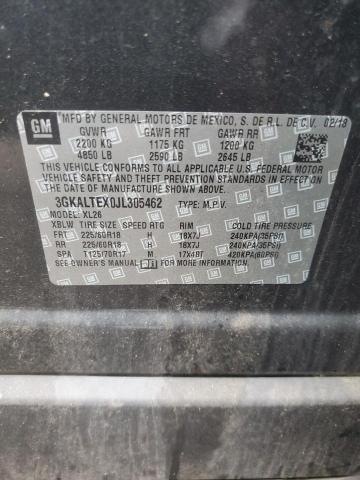 GM
MFD BY GENERAL MOTORS DE MEXICO, S. DE R.L. DE C.V. 02/18
GVWR GAWR FRT GAWR RR
2200 KG 1175 KG 1200 KG
4850 LB 2590 LB 2645 LB
THIS VEHICLE CONFORMS TO ALL APPLICABLE U.S. FEDERAL
SAFETY AND THEFT PREVENTION STANDARDS IN EFFECT ON
THE DATE OF MANUFACTURE SHOWN ABOVE.
3GKALTEX0JL305462 TYPE: M.P.V.
MODEL: XL26
XBLW TIRE SIZE SPEED RTG RIM COLD TIRE PRESSURE
FRT 225/60R18 H 18X7J 240KPA(35PSI)
RR 225/60R18 H 18X7J 240KPA(35PSI)
SPA T125/70R17 M 17X4BT 420KPA(60PSI)
SEE OWNER'S MANUAL FOR MORE INFORMATION.